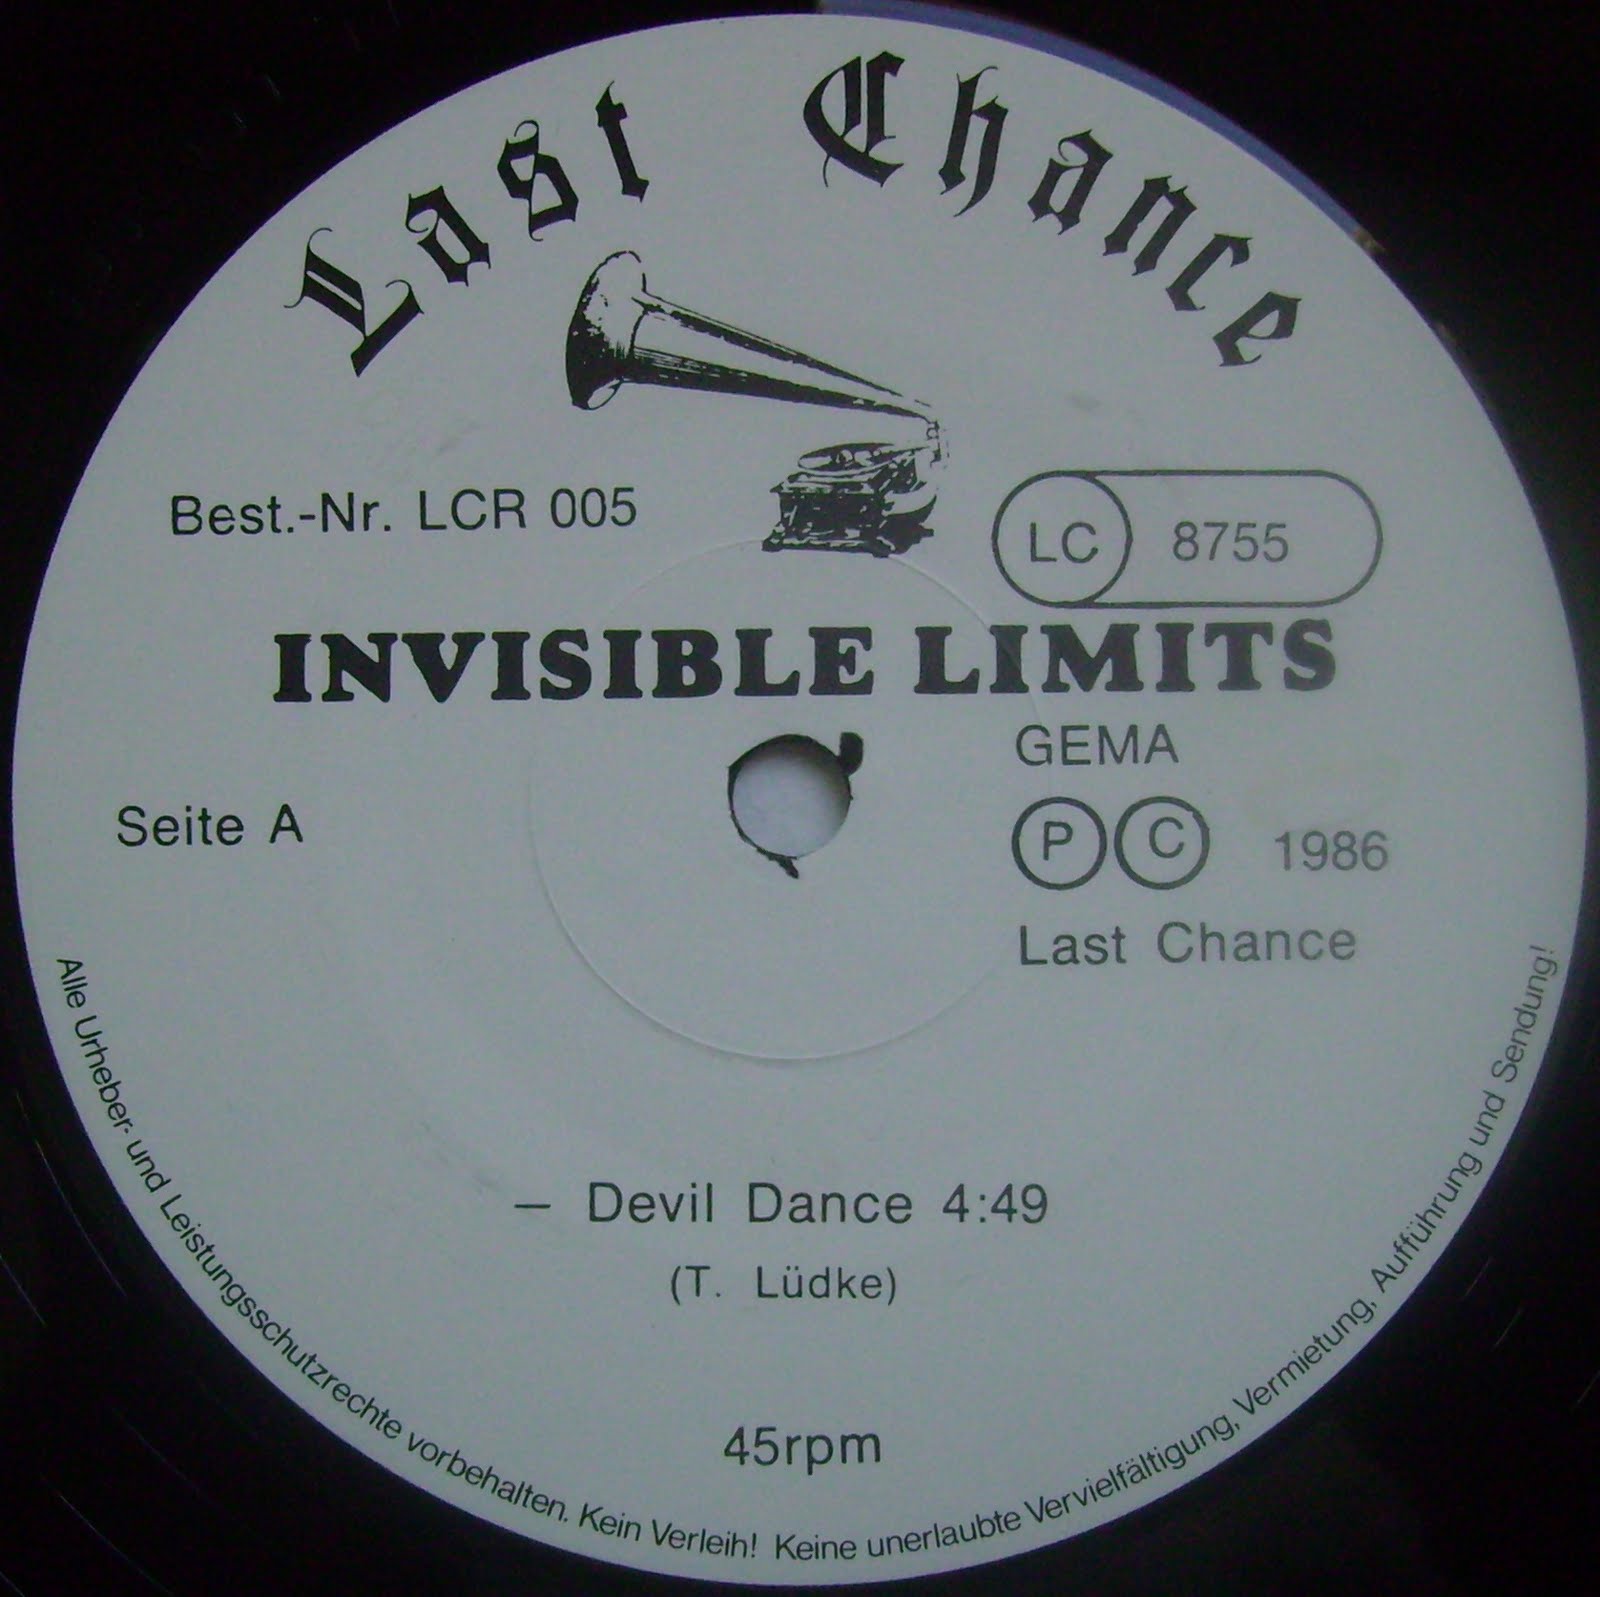 Last Chance
Best.-Nr. LCR 005
LC 8755
INVISIBLE LIMITS
GEMA
Seite A
P C 1986
Last Chance
– Devil Dance 4:49
(T. Lüdke)
45rpm
Alle Urheber- und Leistungsschutzrechte vorbehalten. Kein Verleih! Keine unerlaubte Vervielfältigung, Vermietung, Aufführung und Sendung!